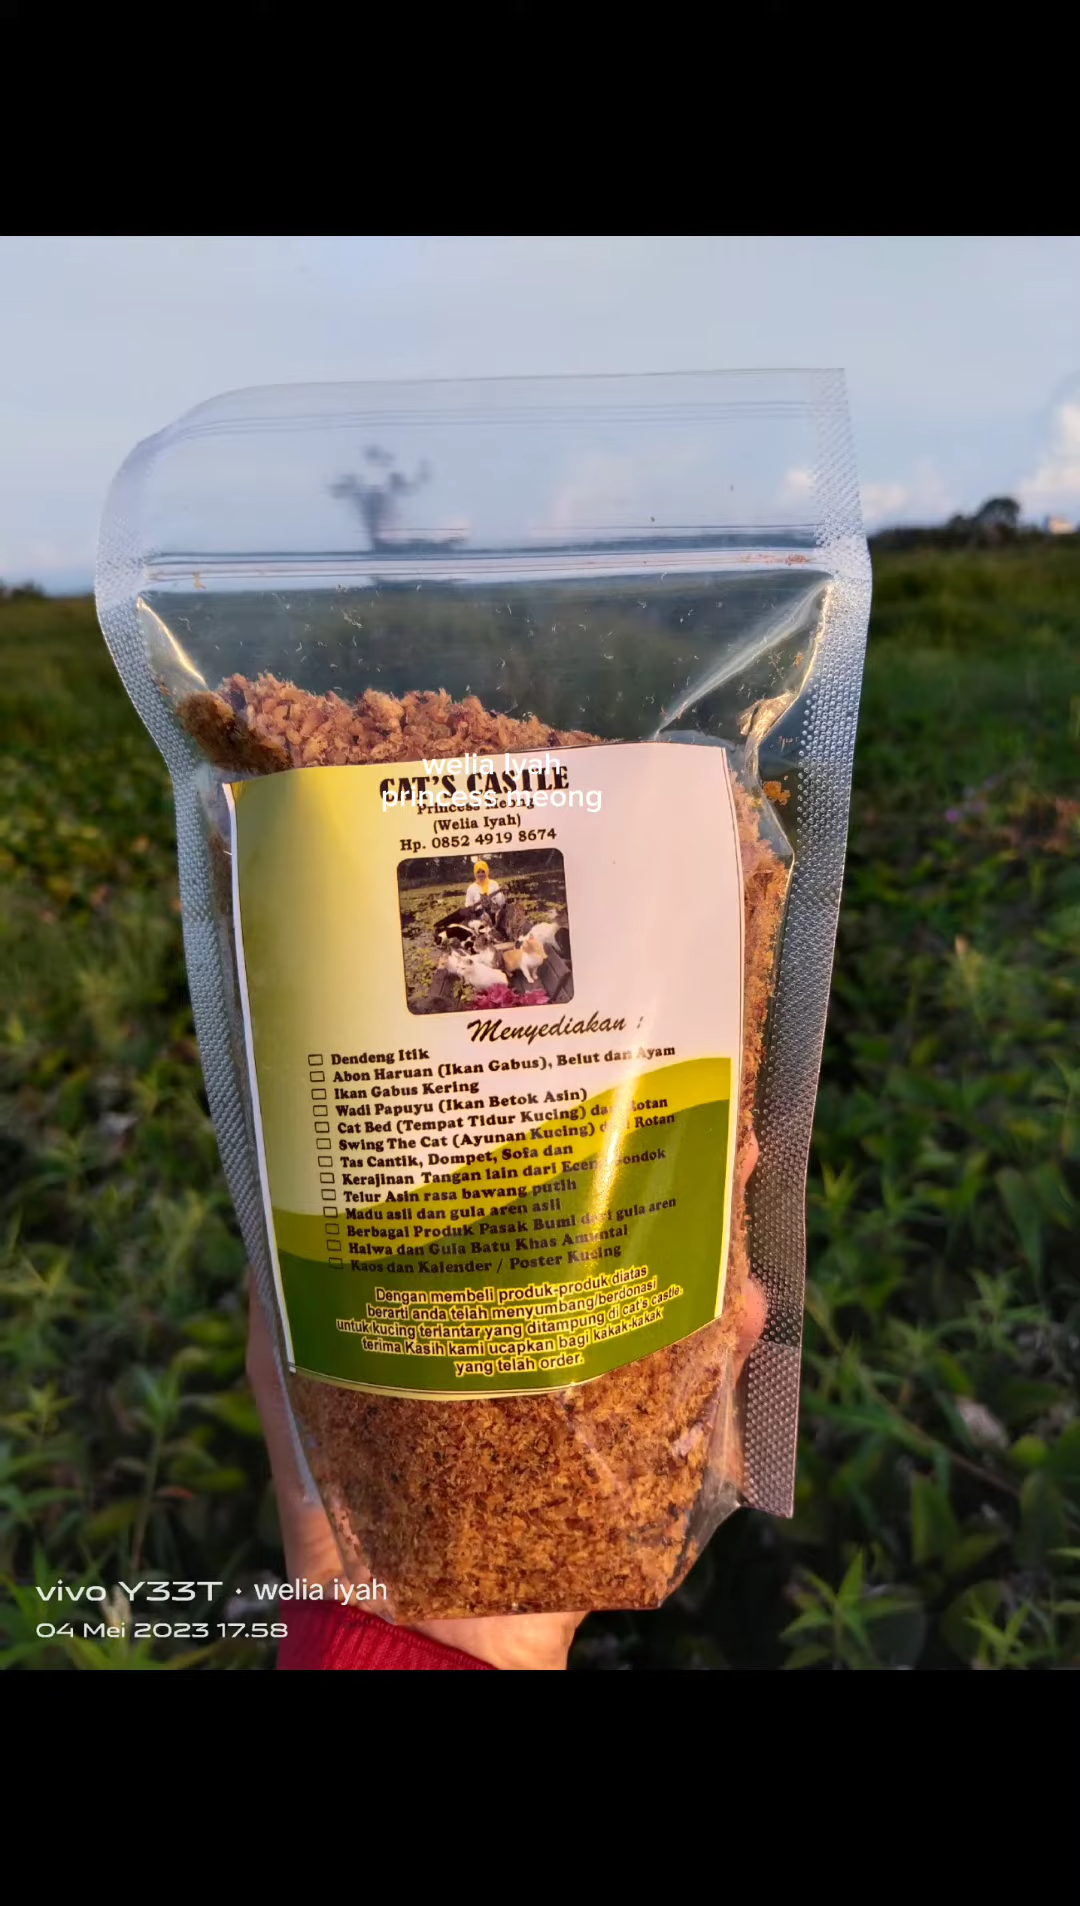 CAT'S CASTLE
welia Iyah
Princess Meong
princess meong
(Welia Iyah)
Hp. 0852 4919 8674
Menyediakan :
Dendeng Itik
Abon Haruan (Ikan Gabus), Belut dan Ayam
Ikan Gabus Kering
Wadi Papuyu (Ikan Betok Asin)
Cat Bed (Tempat Tidur Kucing) dari Rotan
Swing The Cat (Ayunan Kucing) dari Rotan
Tas Cantik, Dompet, Sofa dan
Kerajinan Tangan lain dari Eceng Gondok
Telur Asin rasa bawang putih
Madu asli dan gula aren asli
Berbagai Produk Pasak Bumi dari gula aren
Halwa dan Gula Batu Khas Amuntai
Kaos dan Kalender / Poster Kucing
Dengan membeli produk-produk diatas
berarti anda telah menyumbang/berdonasi
untuk kucing terlantar yang ditampung di cat's castle.
terima Kasih kami ucapkan bagi kakak-kakak
yang telah order.
vivo Y33T · welia iyah
04 Mei 2023 17.58